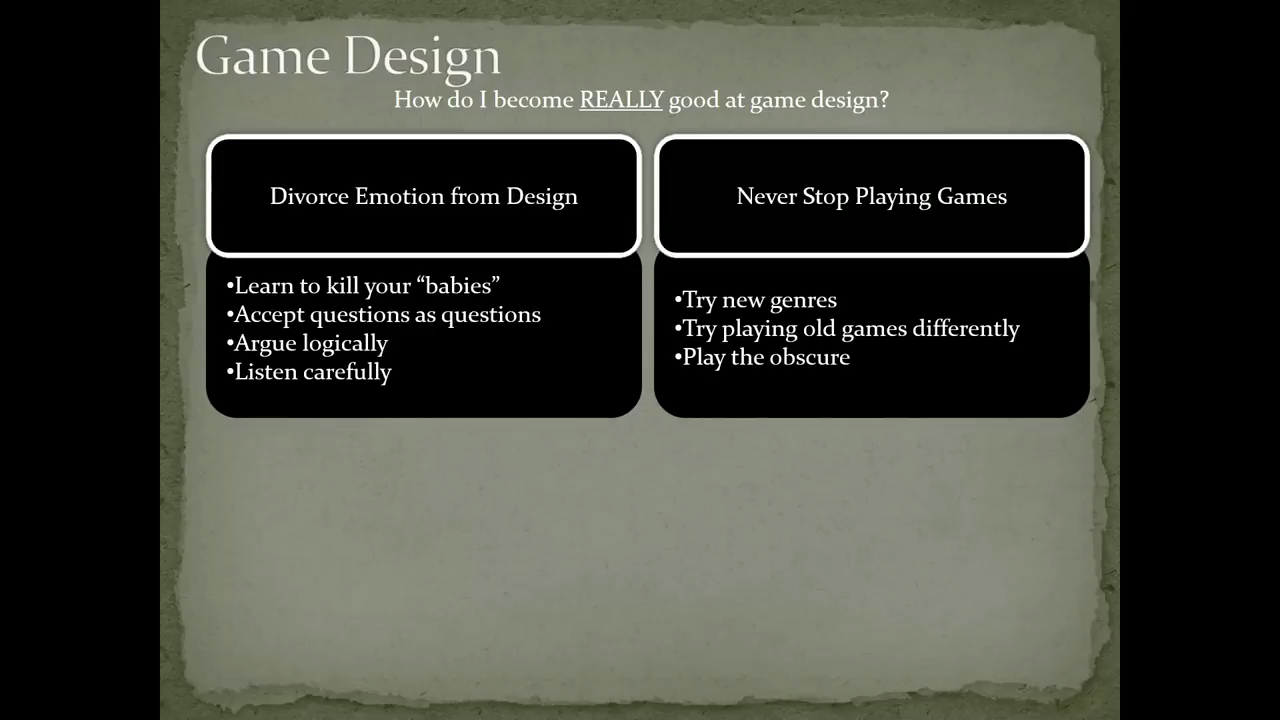 Game Design
How do I become REALLY good at game design?
Divorce Emotion from Design
•Learn to kill your “babies”
•Accept questions as questions
•Argue logically
•Listen carefully
Never Stop Playing Games
•Try new genres
•Try playing old games differently
•Play the obscure